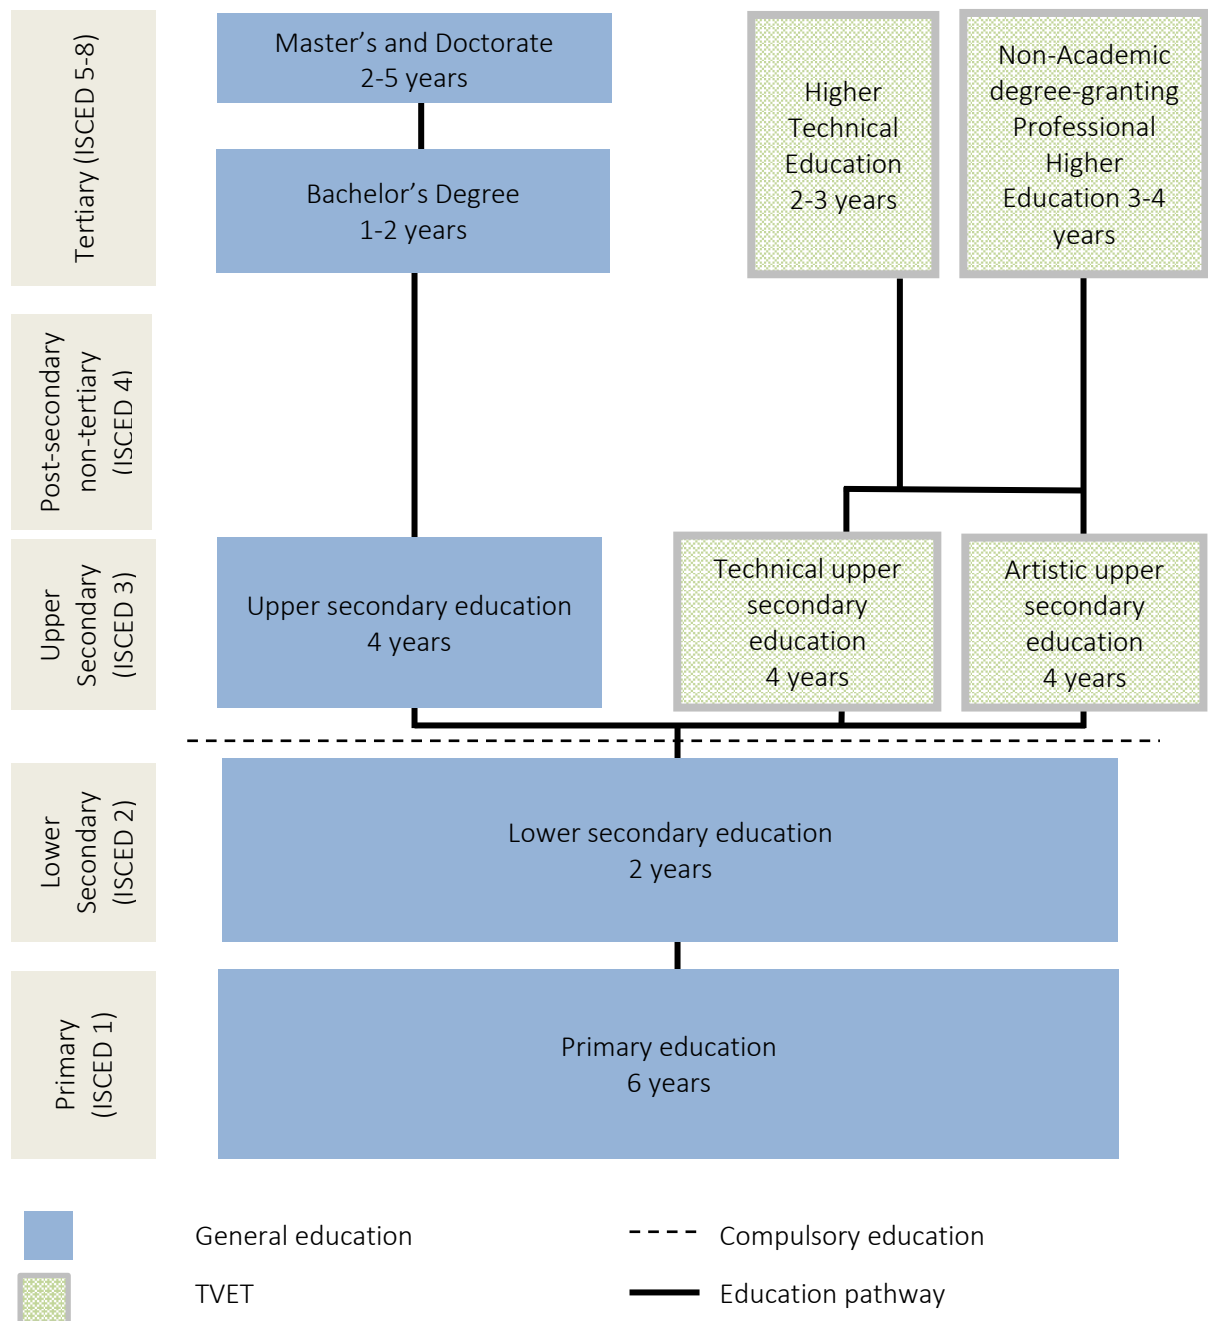 Tertiary (ISCED 5-8)
Master’s and Doctorate
2-5 years
Bachelor’s Degree
1-2 years
Higher
Technical
Education
2-3 years
Non-Academic
degree-granting
Professional
Higher
Education 3-4
years
Post-secondary
non-tertiary
(ISCED 4)
Upper
Secondary
(ISCED 3)
Upper secondary education
4 years
Technical upper
secondary
education
4 years
Artistic upper
secondary
education
4 years
Lower
Secondary
(ISCED 2)
Lower secondary education
2 years
Primary
(ISCED 1)
Primary education
6 years
General education
Compulsory education
TVET
Education pathway